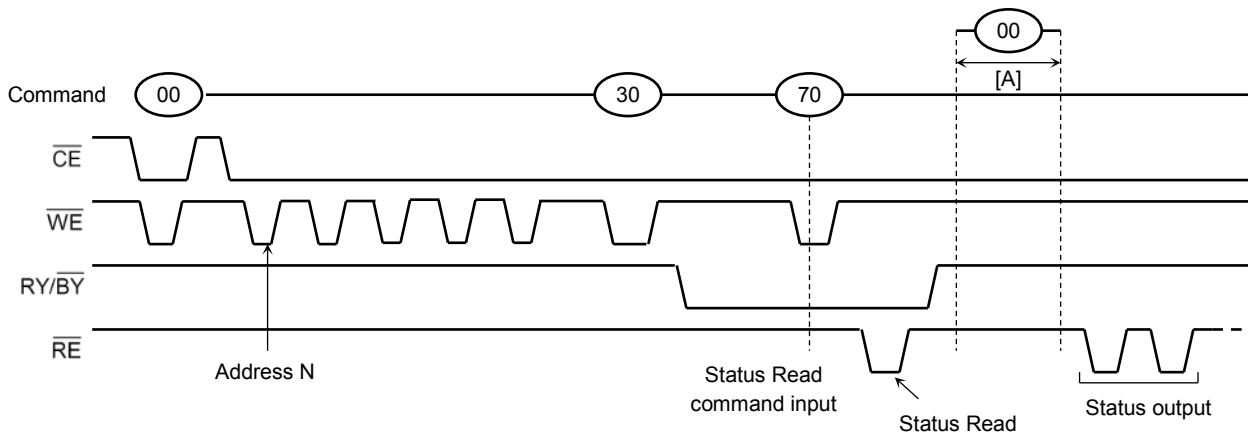 00
[A]
Command 00 30 70
CE
WE
RY/BY
RE
Address N
Status Read
command input
Status Read
Status output